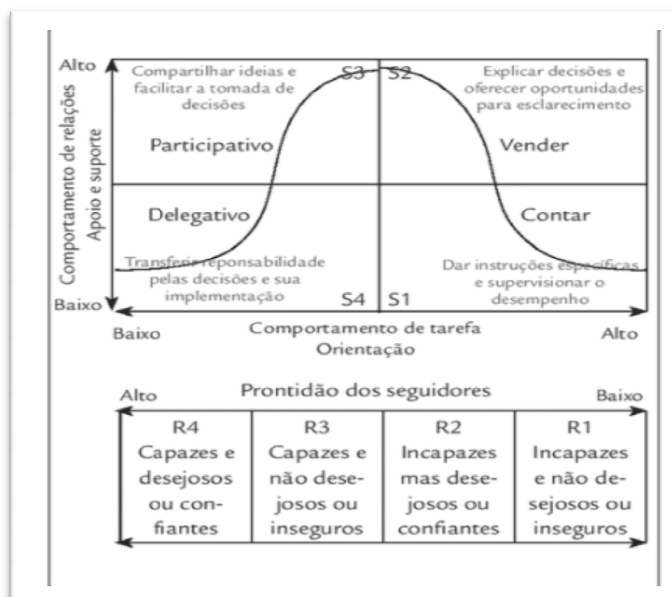 Alto
Compartilhar ideias e
facilitar a tomada de
decisões
S3
S2
Explicar decisões e
oferecer oportunidades
para esclarecimento
Participativo
Vender
Comportamento de relações
Apoio e suporte
Delegativo
Contar
Transferir reponsabilidade
pelas decisões e sua
implementação
S4
S1
Dar instruções específicas
e supervisionar o
desempenho
Baixo
Baixo
Comportamento de tarefa
Orientação
Alto
Alto
Prontidão dos seguidores
Baixo
R4
Capazes e
desejosos
ou con-
fiantes
R3
Capazes e
não dese-
josos ou
inseguros
R2
Incapazes
mas dese-
josos ou
confiantes
R1
Incapazes
e não de-
sejosos ou
inseguros